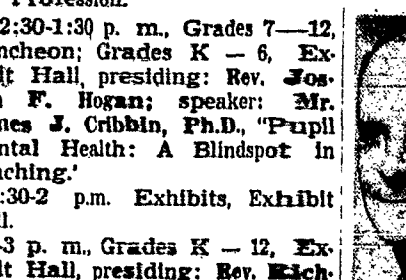 Profession.
2:30-1:30 p. m., Grades 7—12,
ncheon; Grades K — 6, Ex-
it Hall, presiding: Rev. Jos-
F. Hogan; speaker: Mr.
nes J. Cribbin, Ph.D., "Pupil
ntal Health: A Blindspot in
aching.'
:30-2 p.m. Exhibits, Exhibit
l.
-3 p. m., Grades K — 12, Ex-
it Hall, presiding: Rev. Rich-